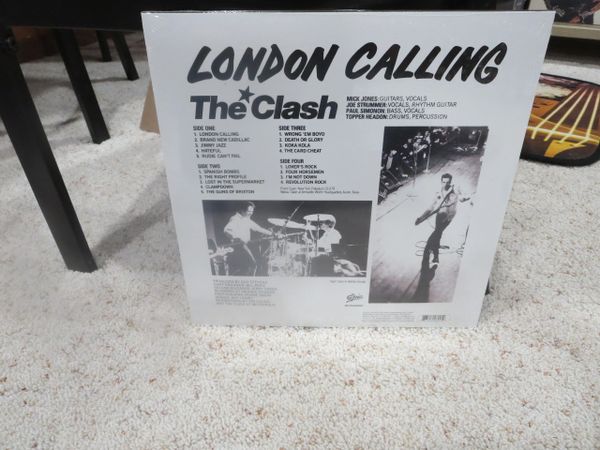 LONDON CALLING
The Clash
MICK JONES: GUITARS, VOCALS
JOE STRUMMER: VOCALS, RHYTHM GUITAR
PAUL SIMONON: BASS, VOCALS
TOPPER HEADON: DRUMS, PERCUSSION
SIDE ONE
1. LONDON CALLING
2. BRAND NEW CADILLAC
3. JIMMY JAZZ
4. HATEFUL
5. RUDIE CAN'T FAIL
SIDE TWO
1. SPANISH BOMBS
2. THE RIGHT PROFILE
3. LOST IN THE SUPERMARKET
4. CLAMPDOWN
5. THE GUNS OF BRIXTON
SIDE THREE
1. WRONG 'EM BOYO
2. DEATH OR GLORY
3. KOKA KOLA
4. THE CARD CHEAT
SIDE FOUR
1. LOVER'S ROCK
2. FOUR HORSEMEN
3. I'M NOT DOWN
4. REVOLUTION ROCK
Epic